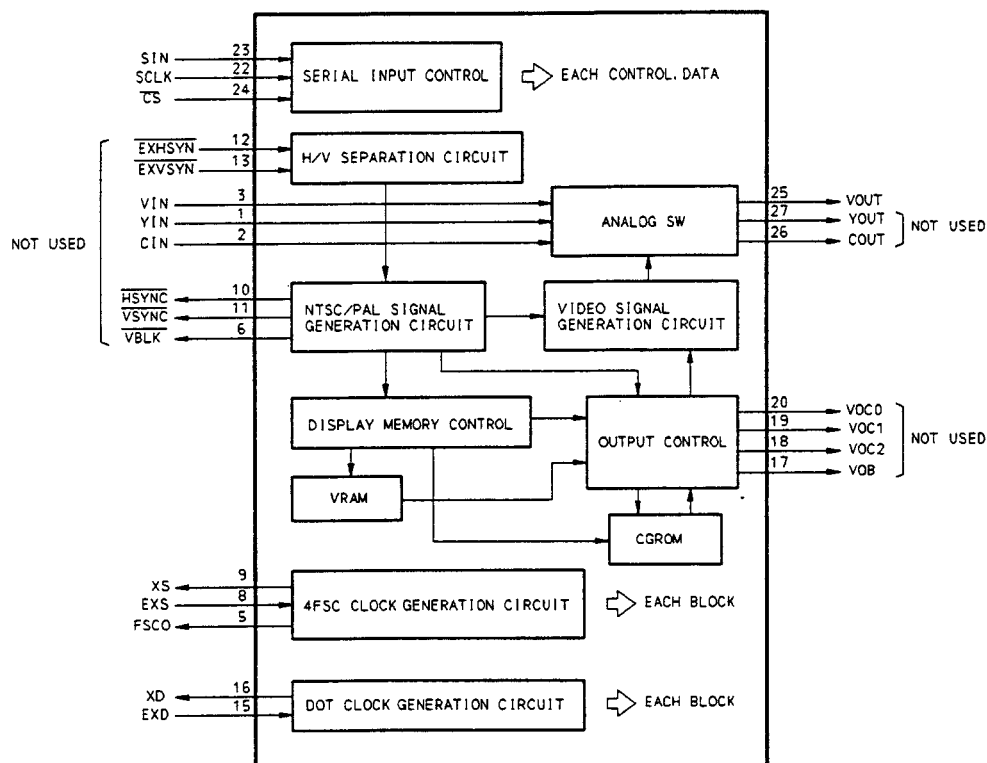 SIN 23
SCLK 22
CS 24
SERIAL INPUT CONTROL
EACH CONTROL. DATA
EXHSYN 12
EXVSYN 13
H/V SEPARATION CIRCUIT
VIN 3
YIN 1
CIN 2
NOT USED
ANALOG SW
25 VOUT
27 YOUT
26 COUT
NOT USED
HSYNC 10
VSYNC 11
VBLK 6
NTSC/PAL SIGNAL
GENERATION CIRCUIT
VIDEO SIGNAL
GENERATION CIRCUIT
DISPLAY MEMORY CONTROL
OUTPUT CONTROL
20 VOC0
19 VOC1
18 VOC2
17 VOB
NOT USED
VRAM
CGROM
XS 9
EXS 8
FSCO 5
4FSC CLOCK GENERATION CIRCUIT
EACH BLOCK
XD 16
EXD 15
DOT CLOCK GENERATION CIRCUIT
EACH BLOCK